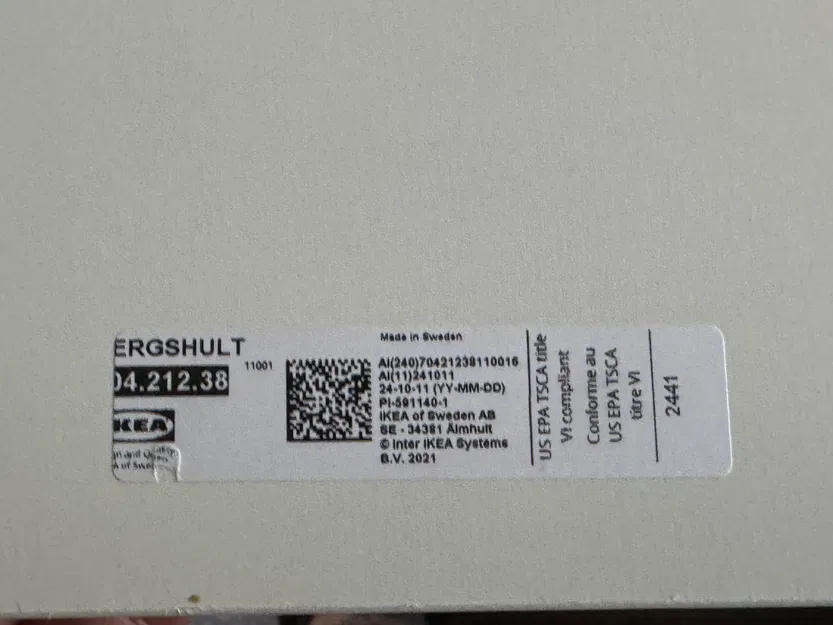 ERGSHULT
11001
04.212.38
IKEA
Made in Sweden
AI(240)70421238110016
AI(11)241011
24-10-11 (YY-MM-DD)
PI-591140-1
IKEA of Sweden AB
SE - 34381 Älmhult
© Inter IKEA Systems
B.V. 2021
US EPA TSCA title
VI compliant
Conforme au
US EPA TSCA
titre VI
2441